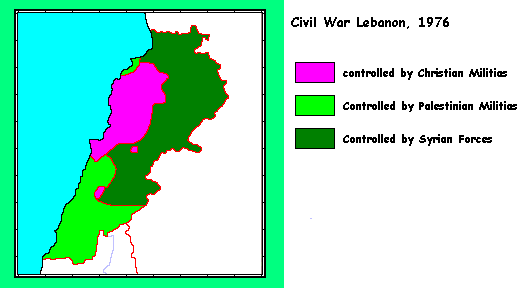 Civil War Lebanon, 1976
controlled by Christian Militias
Controlled by Palestinian Militias
Controlled by Syrian Forces